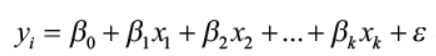 yᵢ = β₀ + β₁x₁ + β₂x₂ + ... + βₖxₖ + ε